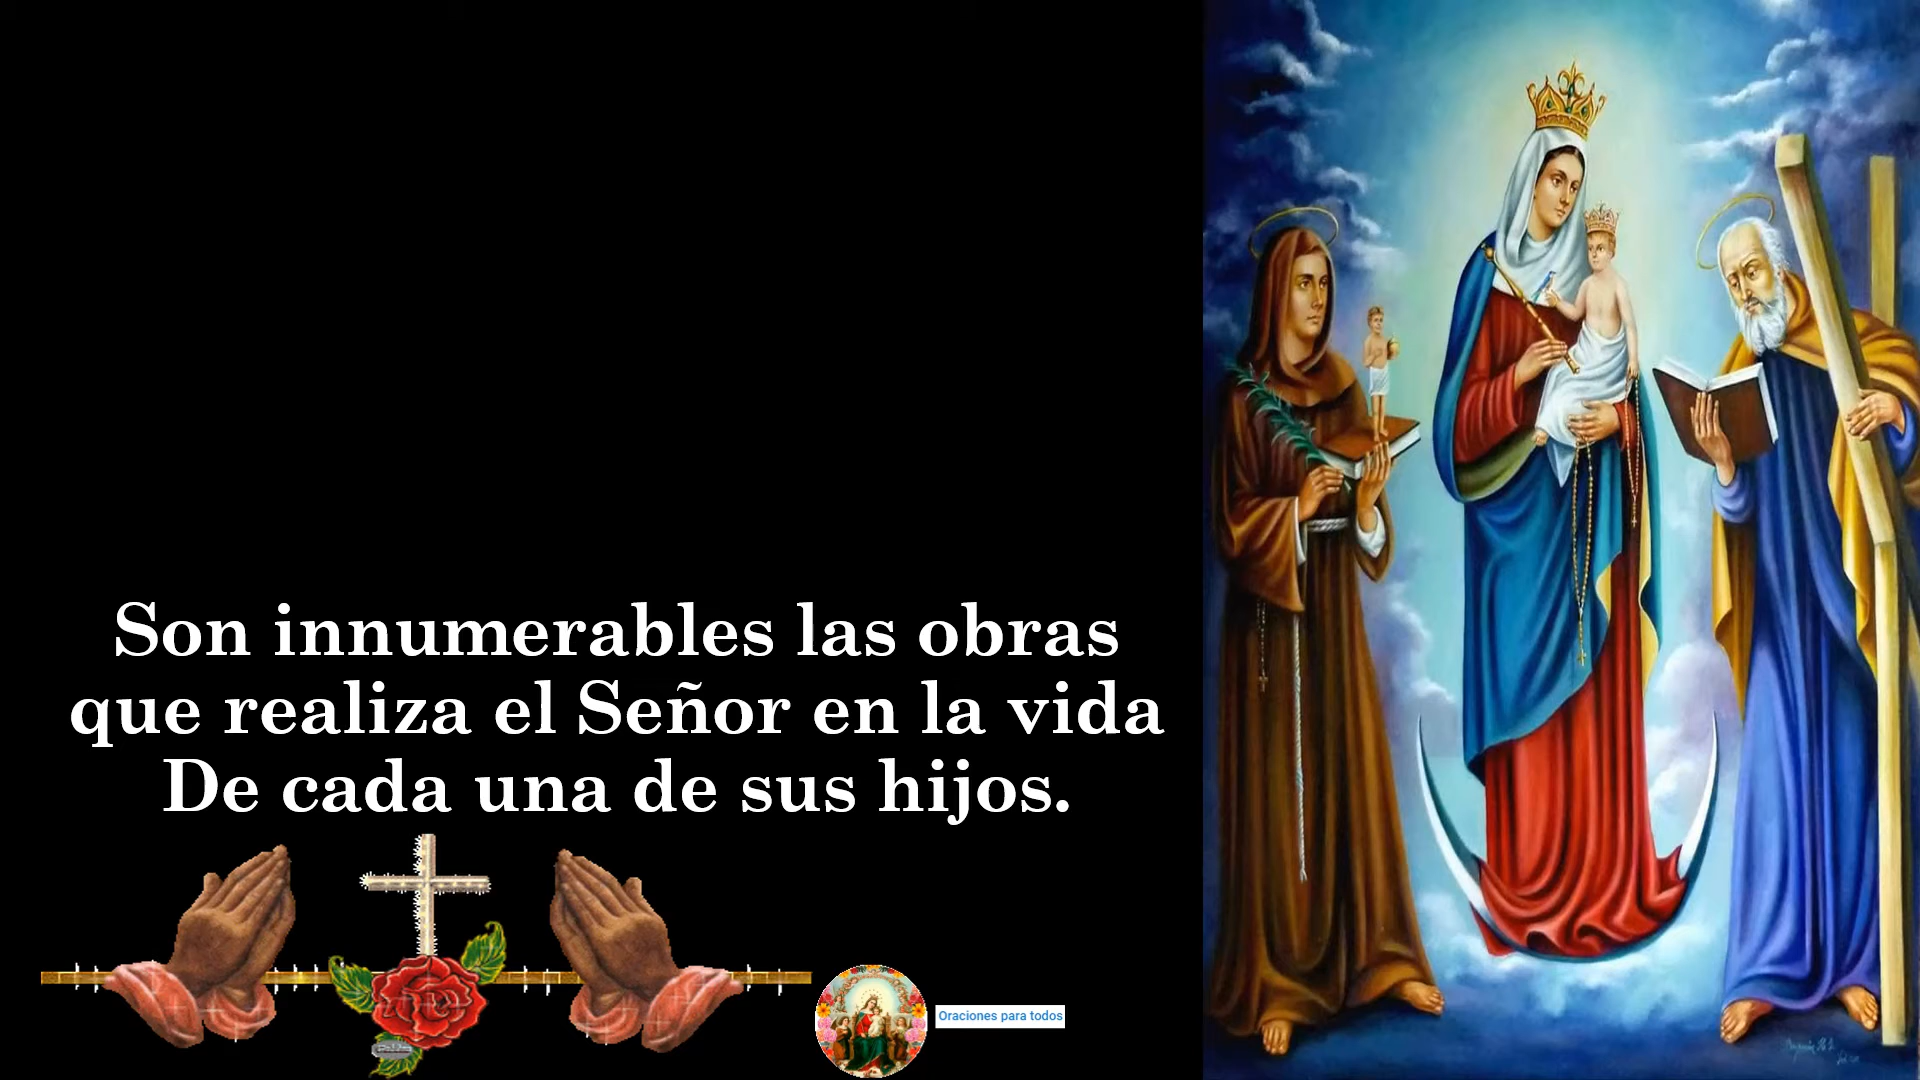 Son innumerables las obras
que realiza el Señor en la vida
De cada una de sus hijos.
Oraciones para todos